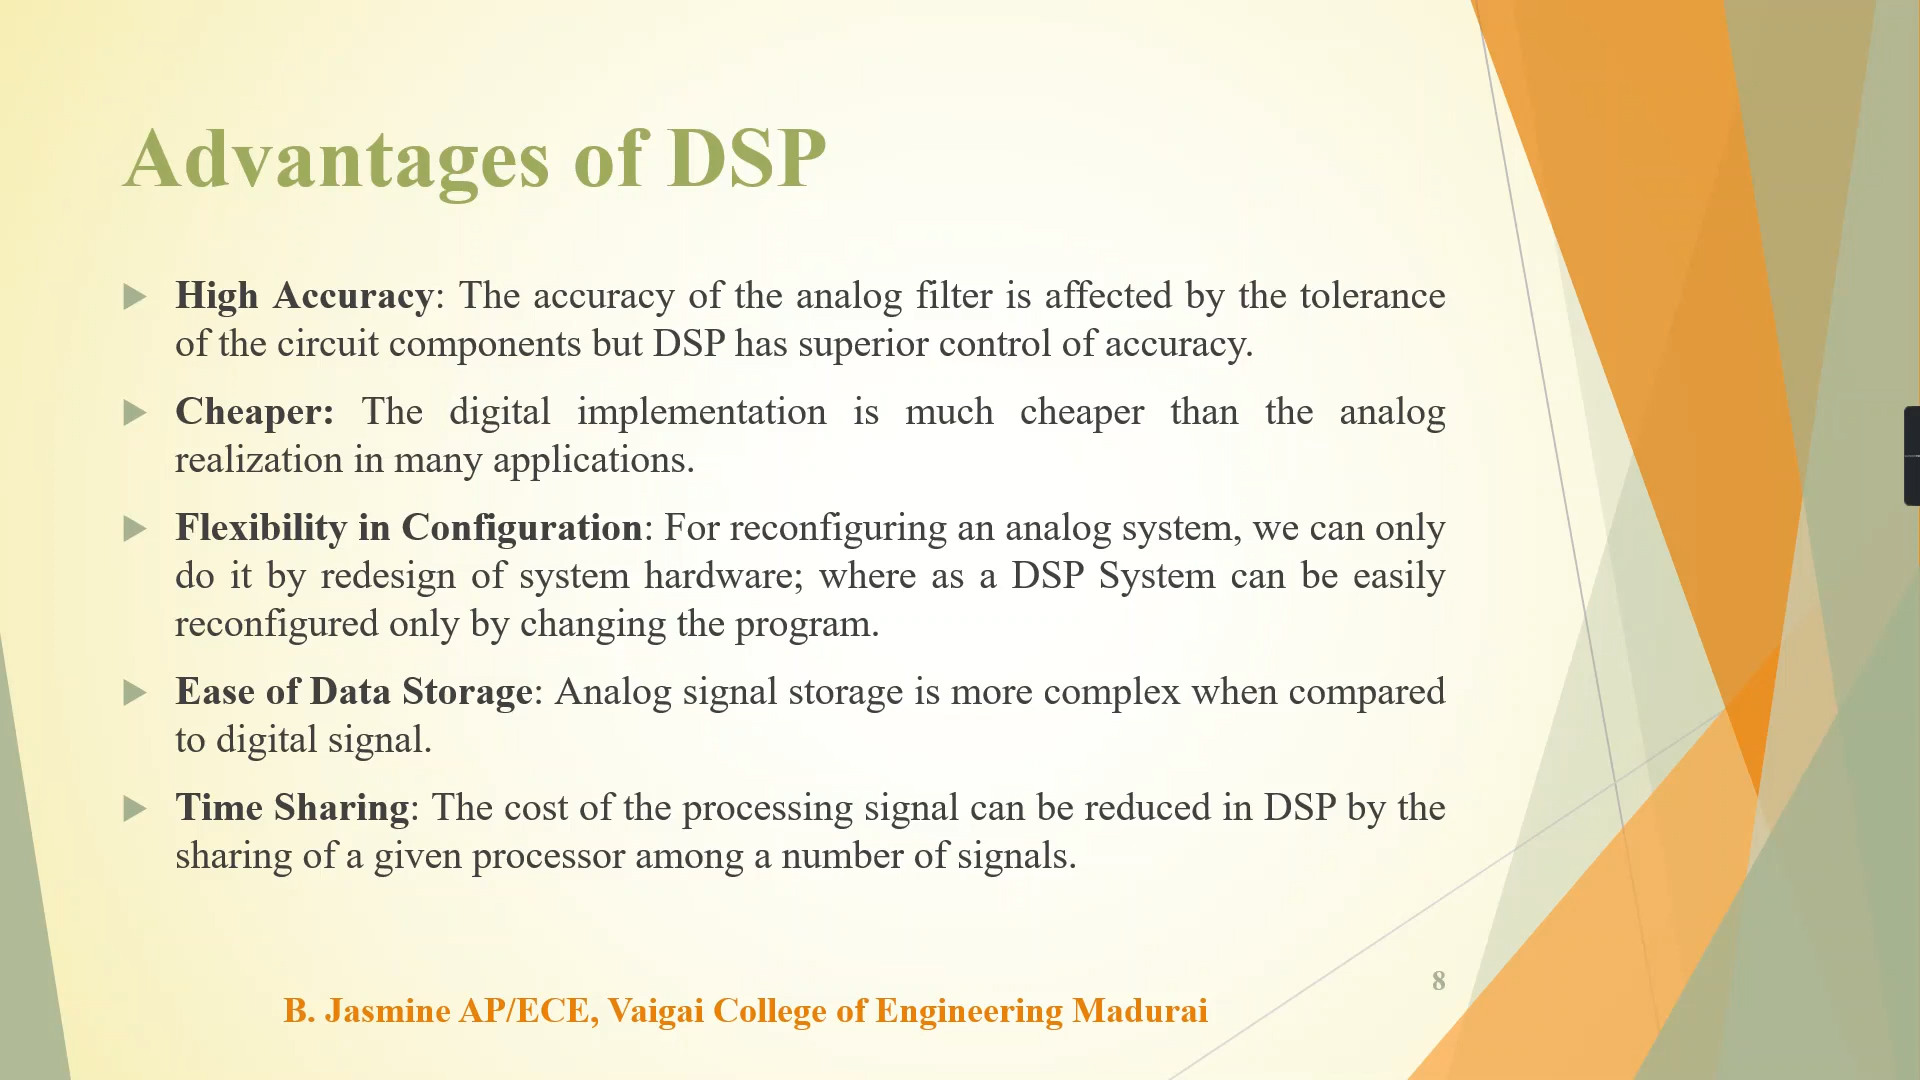 Advantages of DSP
High Accuracy: The accuracy of the analog filter is affected by the tolerance
of the circuit components but DSP has superior control of accuracy.
Cheaper: The digital implementation is much cheaper than the analog
realization in many applications.
Flexibility in Configuration: For reconfiguring an analog system, we can only
do it by redesign of system hardware; where as a DSP System can be easily
reconfigured only by changing the program.
Ease of Data Storage: Analog signal storage is more complex when compared
to digital signal.
Time Sharing: The cost of the processing signal can be reduced in DSP by the
sharing of a given processor among a number of signals.
8
B. Jasmine AP/ECE, Vaigai College of Engineering Madurai